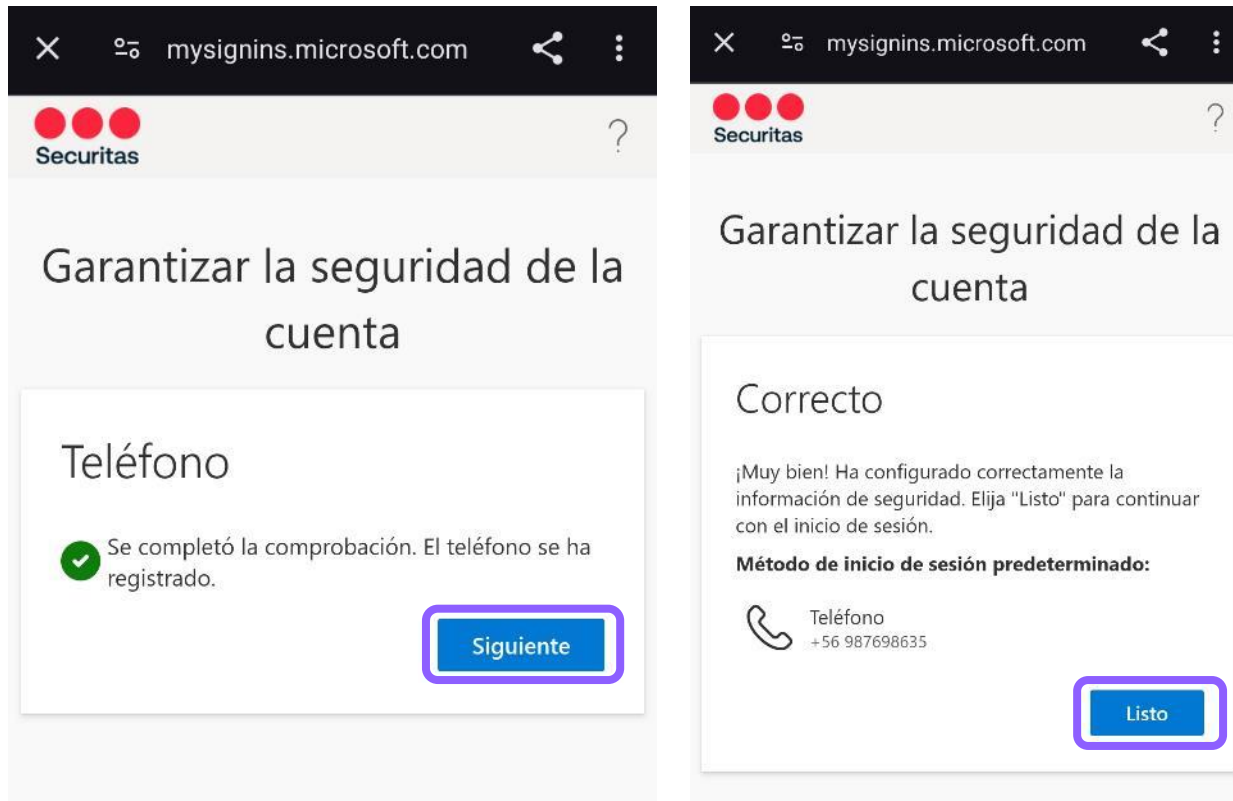 mysignins.microsoft.com
Securitas
?
Garantizar la seguridad de la
cuenta
Teléfono
Se completó la comprobación. El teléfono se ha
registrado.
Siguiente
mysignins.microsoft.com
Securitas
?
Garantizar la seguridad de la
cuenta
Correcto
¡Muy bien! Ha configurado correctamente la
información de seguridad. Elija "Listo" para continuar
con el inicio de sesión.
Método de inicio de sesión predeterminado:
Teléfono
+56 987698635
Listo